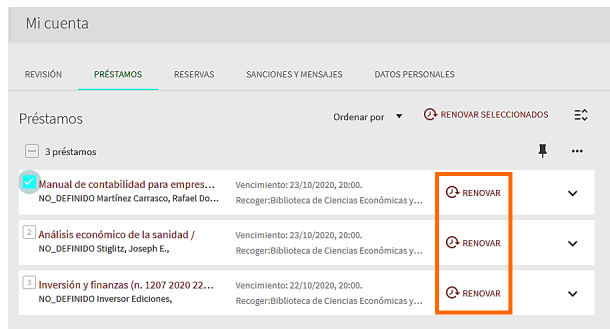 Mi cuenta
REVISIÓN PRÉSTAMOS RESERVAS SANCIONES Y MENSAJES DATOS PERSONALES
Préstamos Ordenar por RENOVAR SELECCIONADOS
3 préstamos
Manual de contabilidad para empres... Vencimiento: 23/10/2020, 20:00. RENOVAR
NO_DEFINIDO Martínez Carrasco, Rafael Do... Recoger:Biblioteca de Ciencias Económicas y...
2 Análisis económico de la sanidad / Vencimiento: 23/10/2020, 20:00. RENOVAR
NO_DEFINIDO Stiglitz, Joseph E., Recoger:Biblioteca de Ciencias Económicas y...
3 Inversión y finanzas (n. 1207 2020 22... Vencimiento: 23/10/2020, 20:00. RENOVAR
NO_DEFINIDO Inversor Ediciones, Recoger:Biblioteca de Ciencias Económicas y...